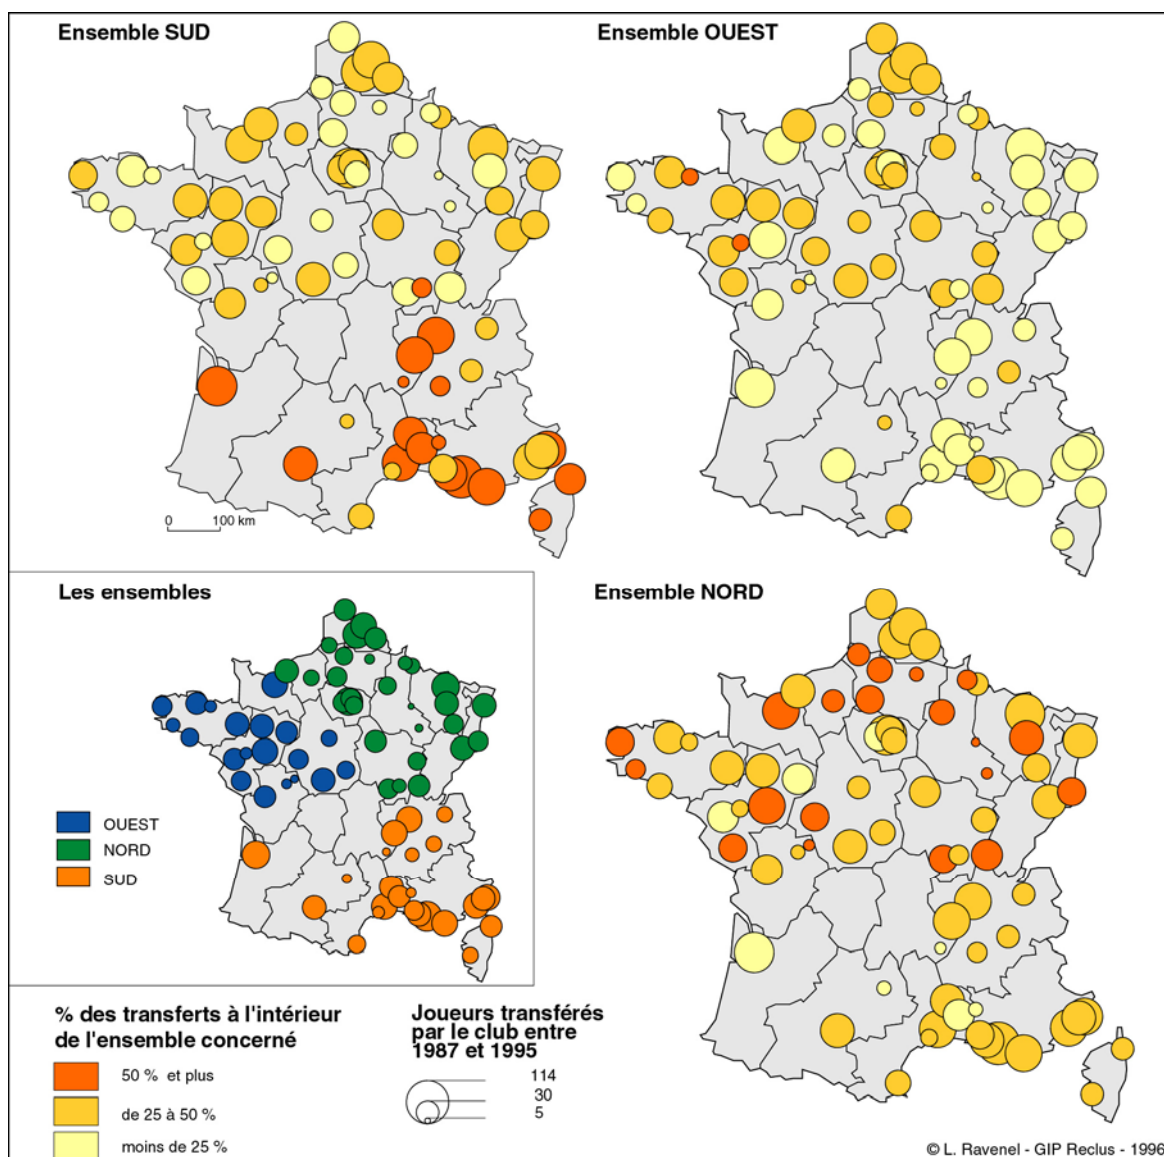 Ensemble SUD
Ensemble OUEST
0 100 km
Les ensembles
OUEST
NORD
SUD
Ensemble NORD
% des transferts à l'intérieur
de l'ensemble concerné
50 % et plus
de 25 à 50 %
moins de 25 %
Joueurs transférés
par le club entre
1987 et 1995
114
30
5
© L. Ravenel - GIP Reclus - 1996